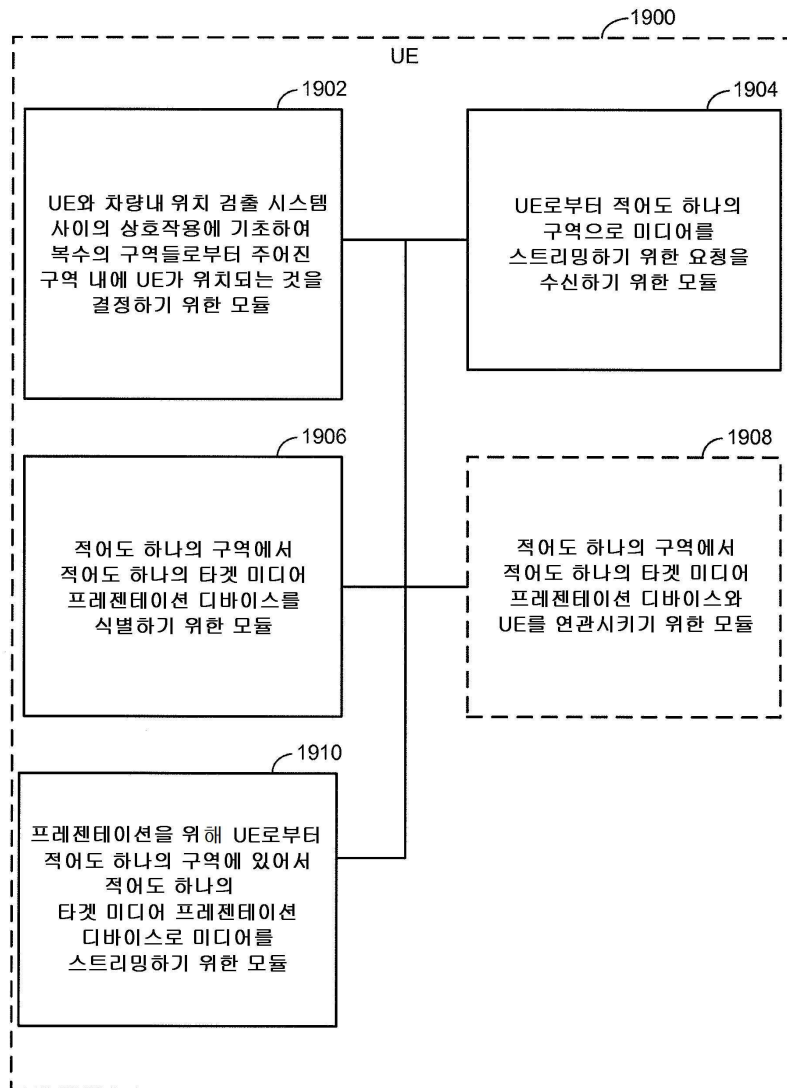 1900
UE
1902
UE와 차량내 위치 검출 시스템
사이의 상호작용에 기초하여
복수의 구역들로부터 주어진
구역 내에 UE가 위치되는 것을
결정하기 위한 모듈
1904
UE로부터 적어도 하나의
구역으로 미디어를
스트리밍하기 위한 요청을
수신하기 위한 모듈
1906
적어도 하나의 구역에서
적어도 하나의 타겟 미디어
프레젠테이션 디바이스를
식별하기 위한 모듈
1908
적어도 하나의 구역에서
적어도 하나의 타겟 미디어
프레젠테이션 디바이스와
UE를 연관시키기 위한 모듈
1910
프레젠테이션을 위해 UE로부터
적어도 하나의 구역에 있어서
적어도 하나의
타겟 미디어 프레젠테이션
디바이스로 미디어를
스트리밍하기 위한 모듈